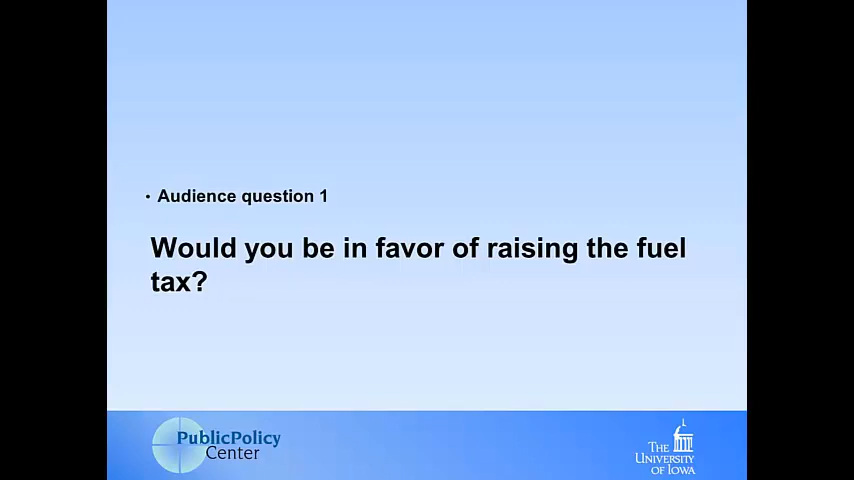 • Audience question 1
Would you be in favor of raising the fuel
tax?
PublicPolicy
Center
THE
UNIVERSITY
OF IOWA